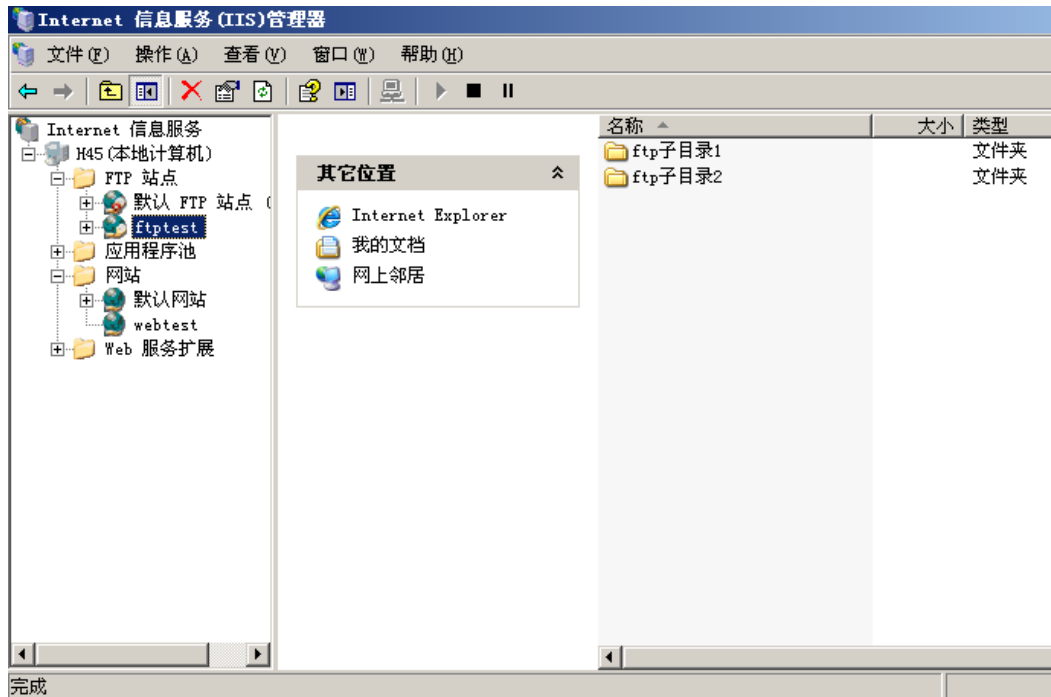 Internet 信息服务(IIS)管理器
文件(F) 操作(A) 查看(V) 窗口(W) 帮助(H)
Internet 信息服务
H45(本地计算机)
FTP 站点
默认 FTP 站点 (
ftptest
应用程序池
网站
默认网站
webtest
Web 服务扩展
其它位置
Internet Explorer
我的文档
网上邻居
名称 大小 类型
ftp子目录1 文件夹
ftp子目录2 文件夹
完成